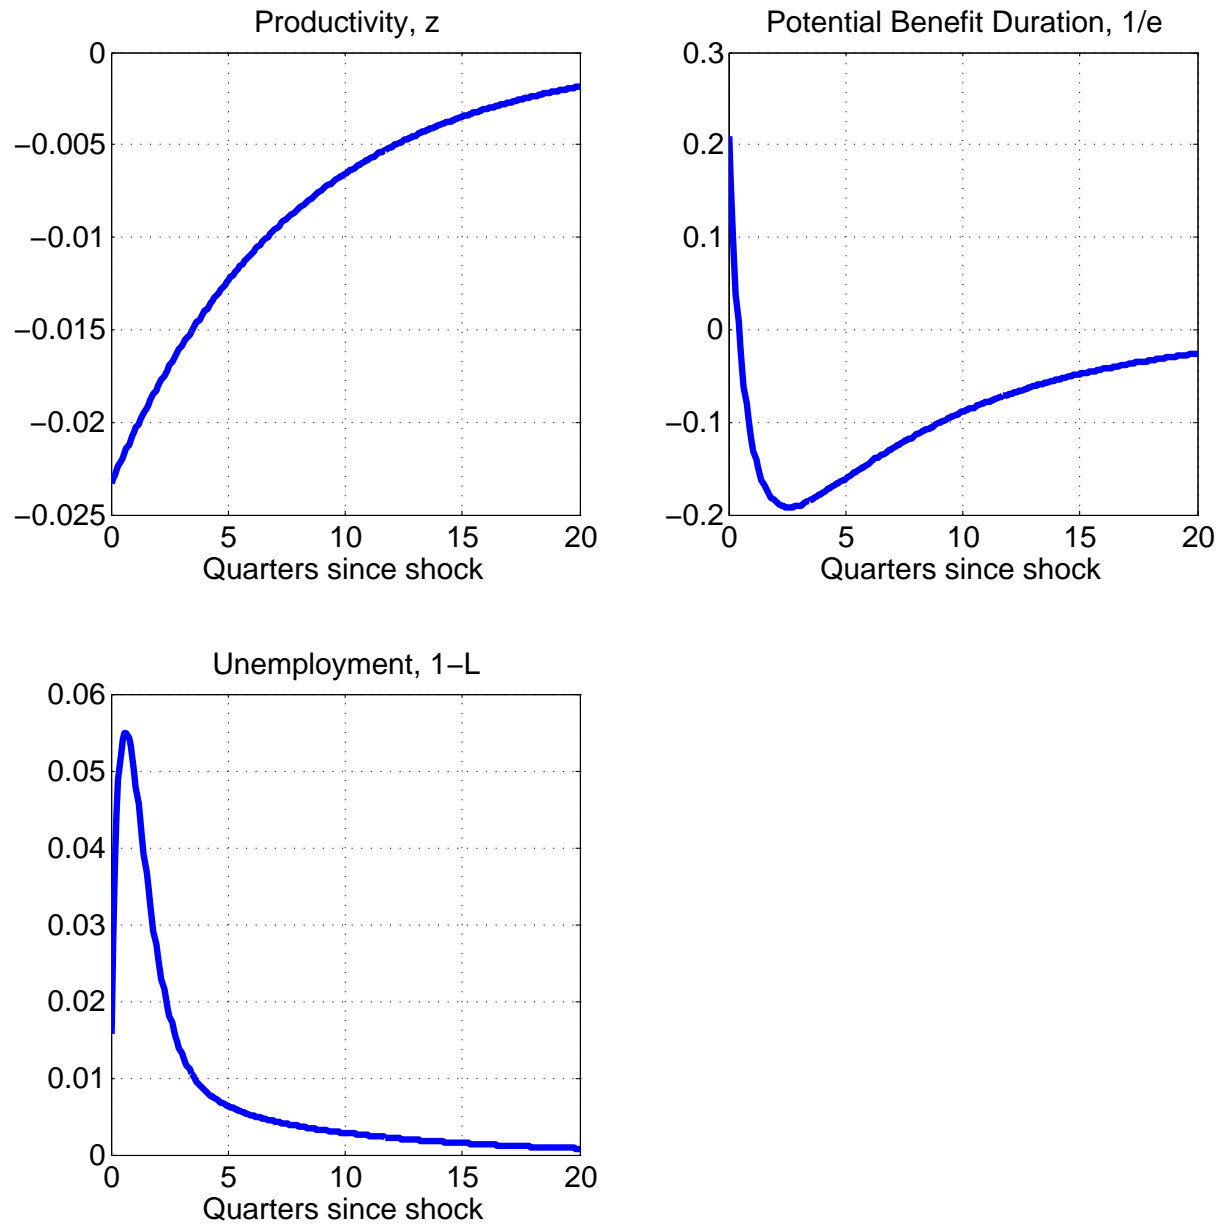 Productivity, z
0
−0.005
−0.01
−0.015
−0.02
−0.025
0 5 10 15 20
Quarters since shock
Potential Benefit Duration, 1/e
0.3
0.2
0.1
0
−0.1
−0.2
0 5 10 15 20
Quarters since shock
Unemployment, 1−L
0.06
0.05
0.04
0.03
0.02
0.01
0
0 5 10 15 20
Quarters since shock